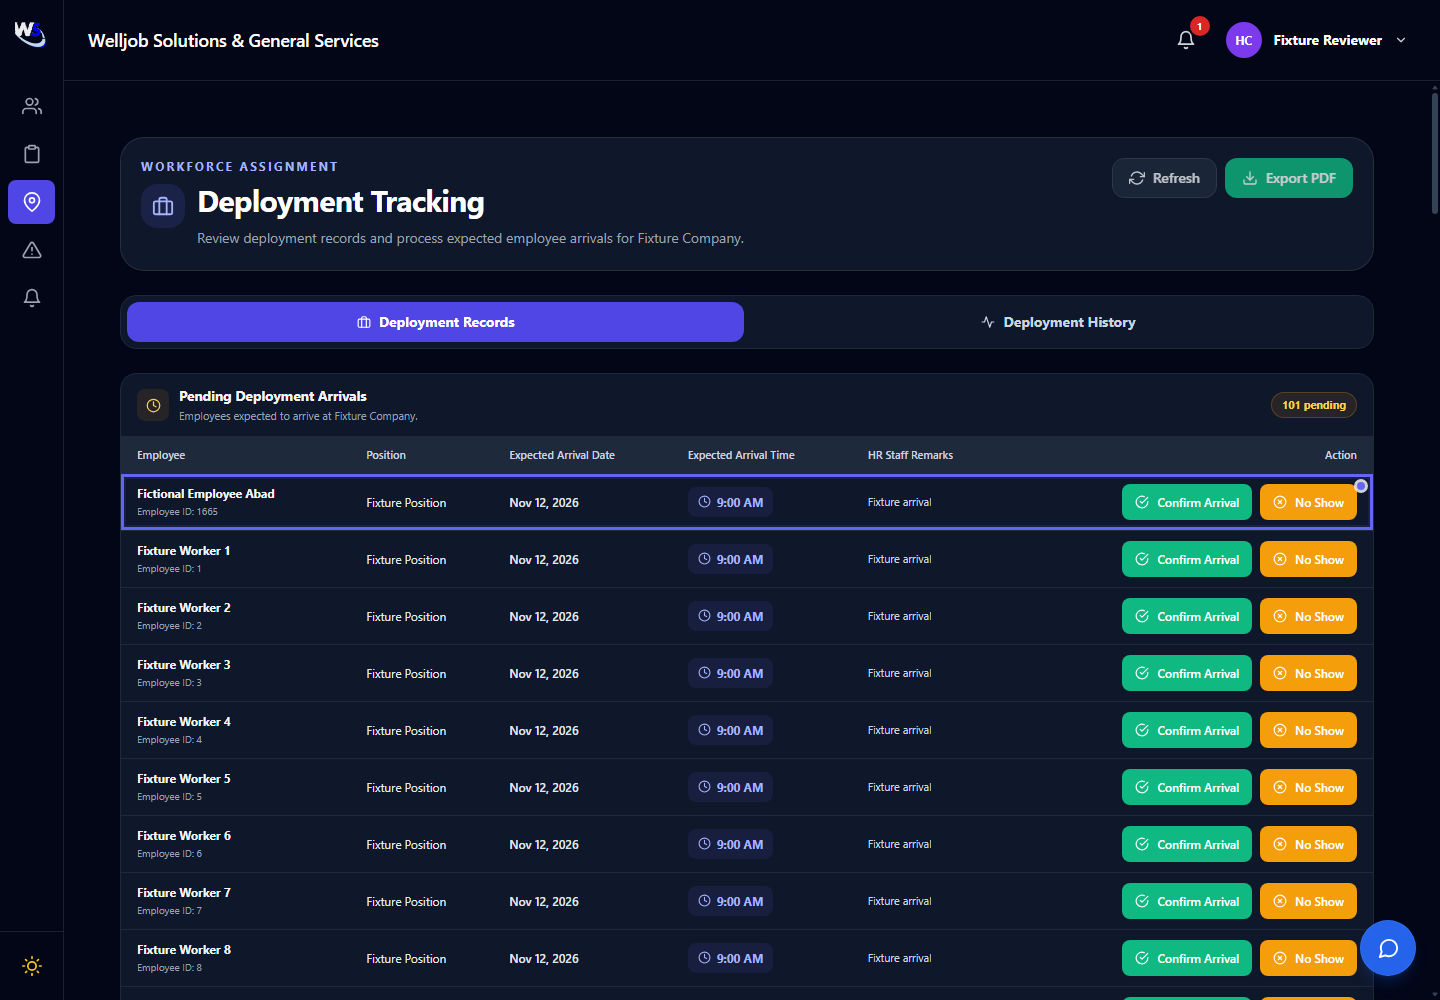 WS
Welljob Solutions & General Services
1
HC
Fixture Reviewer
WORKFORCE ASSIGNMENT
Deployment Tracking
Review deployment records and process expected employee arrivals for Fixture Company.
Refresh
Export PDF
Deployment Records
Deployment History
Pending Deployment Arrivals
Employees expected to arrive at Fixture Company.
101 pending
Employee Position Expected Arrival Date Expected Arrival Time HR Staff Remarks Action
Fictional Employee Abad
Employee ID: 1665
Fixture Position Nov 12, 2026 9:00 AM Fixture arrival Confirm Arrival No Show
Fixture Worker 1
Employee ID: 1
Fixture Position Nov 12, 2026 9:00 AM Fixture arrival Confirm Arrival No Show
Fixture Worker 2
Employee ID: 2
Fixture Position Nov 12, 2026 9:00 AM Fixture arrival Confirm Arrival No Show
Fixture Worker 3
Employee ID: 3
Fixture Position Nov 12, 2026 9:00 AM Fixture arrival Confirm Arrival No Show
Fixture Worker 4
Employee ID: 4
Fixture Position Nov 12, 2026 9:00 AM Fixture arrival Confirm Arrival No Show
Fixture Worker 5
Employee ID: 5
Fixture Position Nov 12, 2026 9:00 AM Fixture arrival Confirm Arrival No Show
Fixture Worker 6
Employee ID: 6
Fixture Position Nov 12, 2026 9:00 AM Fixture arrival Confirm Arrival No Show
Fixture Worker 7
Employee ID: 7
Fixture Position Nov 12, 2026 9:00 AM Fixture arrival Confirm Arrival No Show
Fixture Worker 8
Employee ID: 8
Fixture Position Nov 12, 2026 9:00 AM Fixture arrival Confirm Arrival No Show